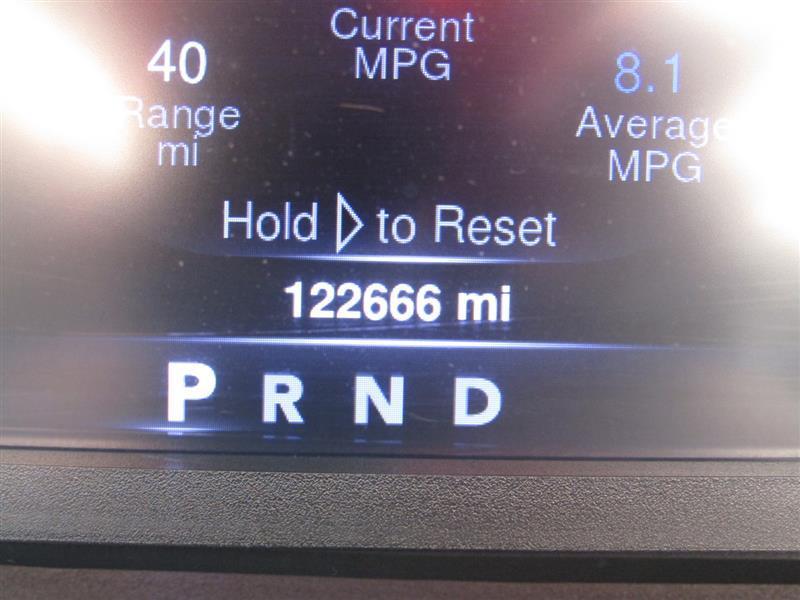 Current
MPG
40
Range
mi
8.1
Average
MPG
Hold to Reset
122666 mi
P R N D